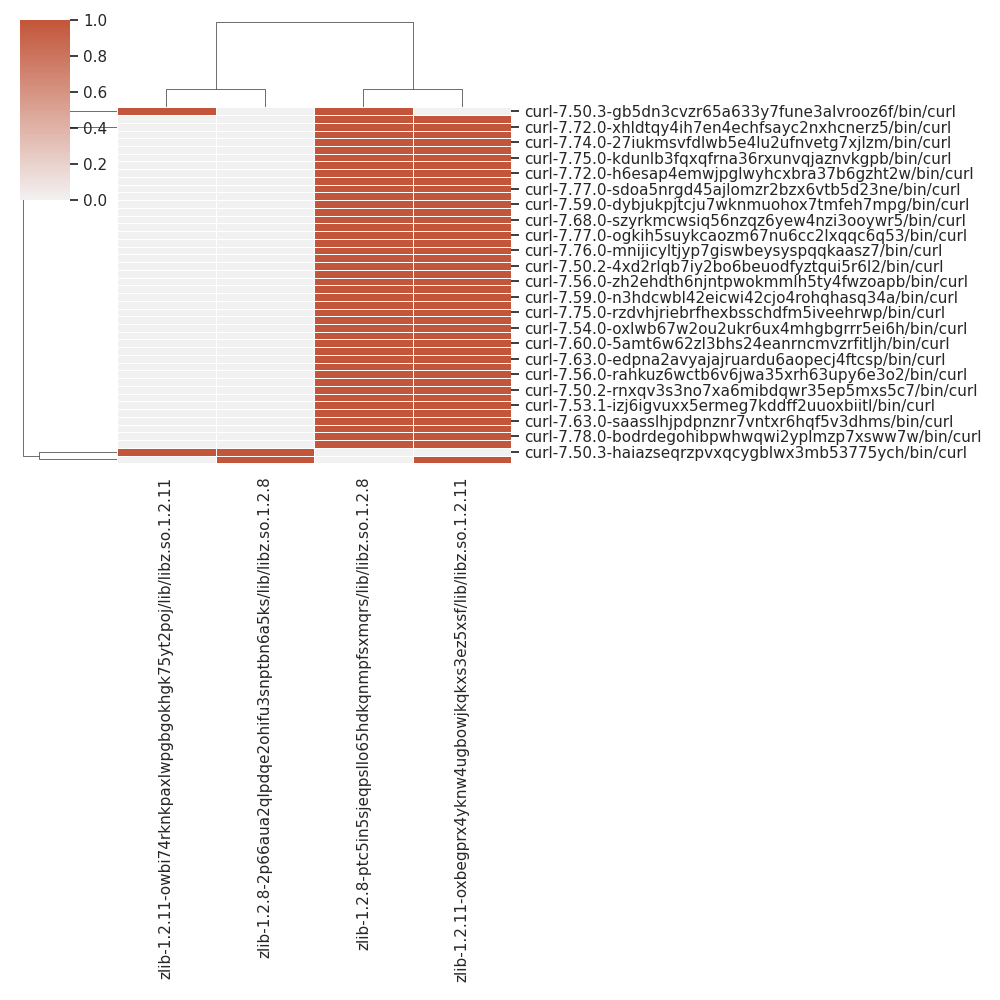 1.0
0.8
0.6
0.4
0.2
0.0
curl-7.50.3-gb5dn3cvzr65a633y7fune3alvrooz6f/bin/curl
curl-7.72.0-xhldtqy4ih7en4echfsayc2nxhcnerz5/bin/curl
curl-7.74.0-27iukmsvfdlwb5e4lu2ufnvetg7xjlzm/bin/curl
curl-7.75.0-kdunlb3fqxqfrna36rxunvqjaznvkgpb/bin/curl
curl-7.72.0-h6esap4emwjpglwyhcxbra37b6gzht2w/bin/curl
curl-7.77.0-sdoa5nrgd45ajlomzr2bzx6vtb5d23ne/bin/curl
curl-7.59.0-dybjukpjtcju7wknmuohox7tmfeh7mpg/bin/curl
curl-7.68.0-szyrkmcwsiq56nzqz6yew4nzi3ooywr5/bin/curl
curl-7.77.0-ogkih5suykcaozm67nu6cc2lxqqc6q53/bin/curl
curl-7.76.0-mnijicyltjyp7giswbeysyspqqkaasz7/bin/curl
curl-7.50.2-4xd2rlqb7iy2bo6beuodfyztqui5r6l2/bin/curl
curl-7.56.0-zh2ehdth6njntpwokmmlh5ty4fwzoapb/bin/curl
curl-7.59.0-n3hdcwbl42eicwi42cjo4rohqhasq34a/bin/curl
curl-7.75.0-rzdvhjriebrfhexbsschdfm5iveehrwp/bin/curl
curl-7.54.0-oxlwb67w2ou2ukr6ux4mhgbgrrr5ei6h/bin/curl
curl-7.60.0-5amt6w62zl3bhs24eanrncmvzrfitljh/bin/curl
curl-7.63.0-edpna2avyajajruardu6aopecj4ftcsp/bin/curl
curl-7.56.0-rahkuz6wctb6v6jwa35xrh63upy6e3o2/bin/curl
curl-7.50.2-rnxqv3s3no7xa6mibdqwr35ep5mxs5c7/bin/curl
curl-7.53.1-izj6igvuxx5ermeg7kddff2uuoxbiitl/bin/curl
curl-7.63.0-saasslhjpdpnznr7vntxr6hqf5v3dhms/bin/curl
curl-7.78.0-bodrdegohibpwhwqwi2yplmzp7xsww7w/bin/curl
curl-7.50.3-haiazseqrzpvxqcygblwx3mb53775ych/bin/curl
zlib-1.2.11-owbi74rknkpaxlwpgbgokhgk75yt2poj/lib/libz.so.1.2.11
zlib-1.2.8-2p66aua2qlpdqe2ohifu3snptbn6a5ks/lib/libz.so.1.2.8
zlib-1.2.8-ptc5in5sjeqpsllo65hdkqnmpfsxmqrs/lib/libz.so.1.2.8
zlib-1.2.11-oxbegprx4yknw4ugbowjkqkxs3ez5xsf/lib/libz.so.1.2.11